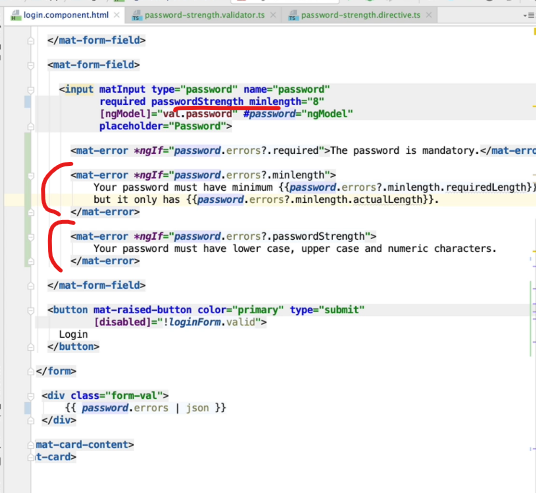 login.component.html × password-strength.validator.ts × password-strength.directive.ts ×
</mat-form-field>
<mat-form-field>
<input matInput type="password" name="password"
required passwordStrength minlength="8"
[ngModel]="val.password" #password="ngModel"
placeholder="Password">
<mat-error *ngIf="password.errors?.required">The password is mandatory.</mat-erro
<mat-error *ngIf="password.errors?.minlength">
Your password must have minimum {{password.errors?.minlength.requiredLength}}
but it only has {{password.errors?.minlength.actualLength}}.
</mat-error>
<mat-error *ngIf="password.errors?.passwordStrength">
Your password must have lower case, upper case and numeric characters.
</mat-error>
</mat-form-field>
<button mat-raised-button color="primary" type="submit"
[disabled]="!loginForm.valid">
Login
</button>
</form>
<div class="form-val">
{{ password.errors | json }}
</div>
mat-card-content>
t-card>